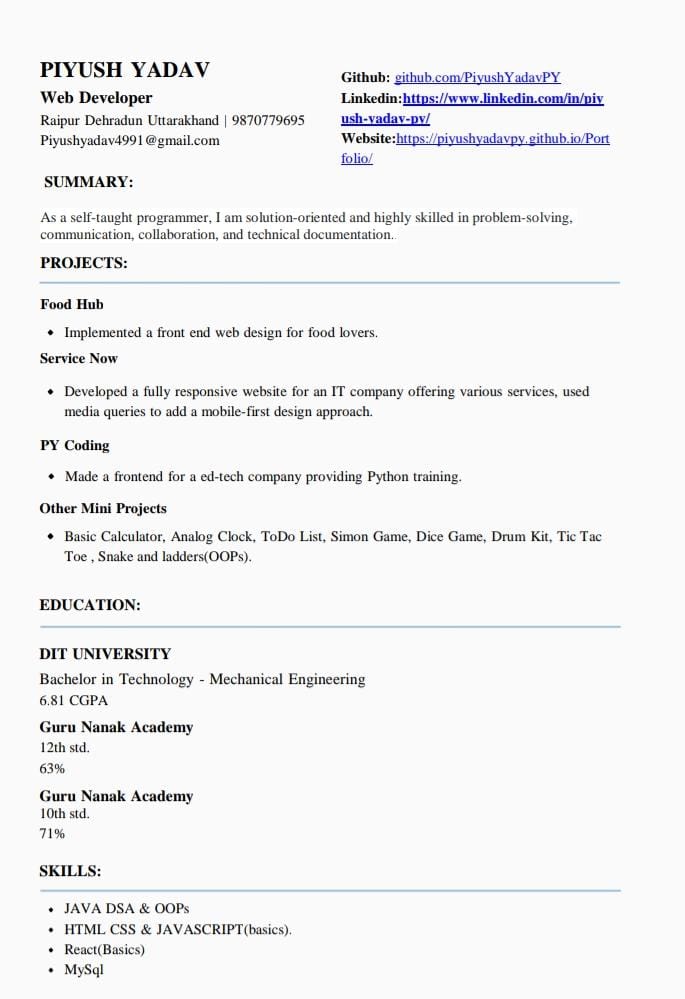 PIYUSH YADAV
Web Developer
Raipur Dehradun Uttarakhand | 9870779695
Piyushyadav4991@gmail.com
Github: github.com/PiyushYadavPY
Linkedin:https://www.linkedin.com/in/piy
ush-yadav-py/
Website:https://piyushyadavpy.github.io/Port
folio/
SUMMARY:
As a self-taught programmer, I am solution-oriented and highly skilled in problem-solving,
communication, collaboration, and technical documentation.
PROJECTS:
Food Hub
• Implemented a front end web design for food lovers.
Service Now
• Developed a fully responsive website for an IT company offering various services, used
media queries to add a mobile-first design approach.
PY Coding
• Made a frontend for a ed-tech company providing Python training.
Other Mini Projects
• Basic Calculator, Analog Clock, ToDo List, Simon Game, Dice Game, Drum Kit, Tic Tac
Toe , Snake and ladders(OOPs).
EDUCATION:
DIT UNIVERSITY
Bachelor in Technology - Mechanical Engineering
6.81 CGPA
Guru Nanak Academy
12th std.
63%
Guru Nanak Academy
10th std.
71%
SKILLS:
• JAVA DSA & OOPs
• HTML CSS & JAVASCRIPT(basics).
• React(Basics)
• MySql